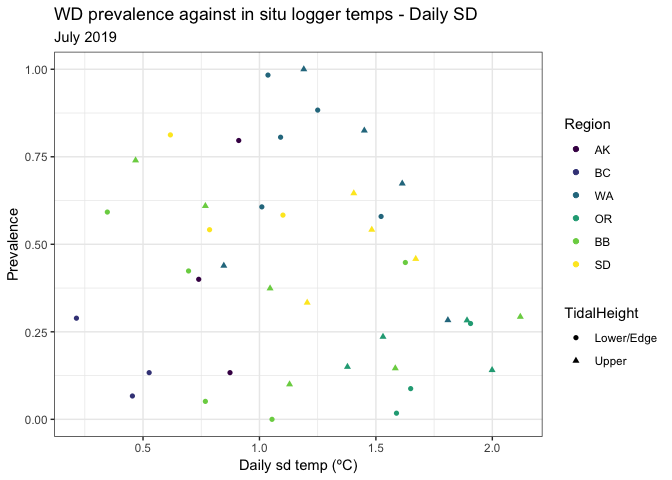 WD prevalence against in situ logger temps - Daily SD
July 2019
1.00
0.75
0.50
0.25
0.00
Prevalence
0.5 1.0 1.5 2.0
Daily sd temp (ºC)
Region
AK
BC
WA
OR
BB
SD
TidalHeight
Lower/Edge
Upper